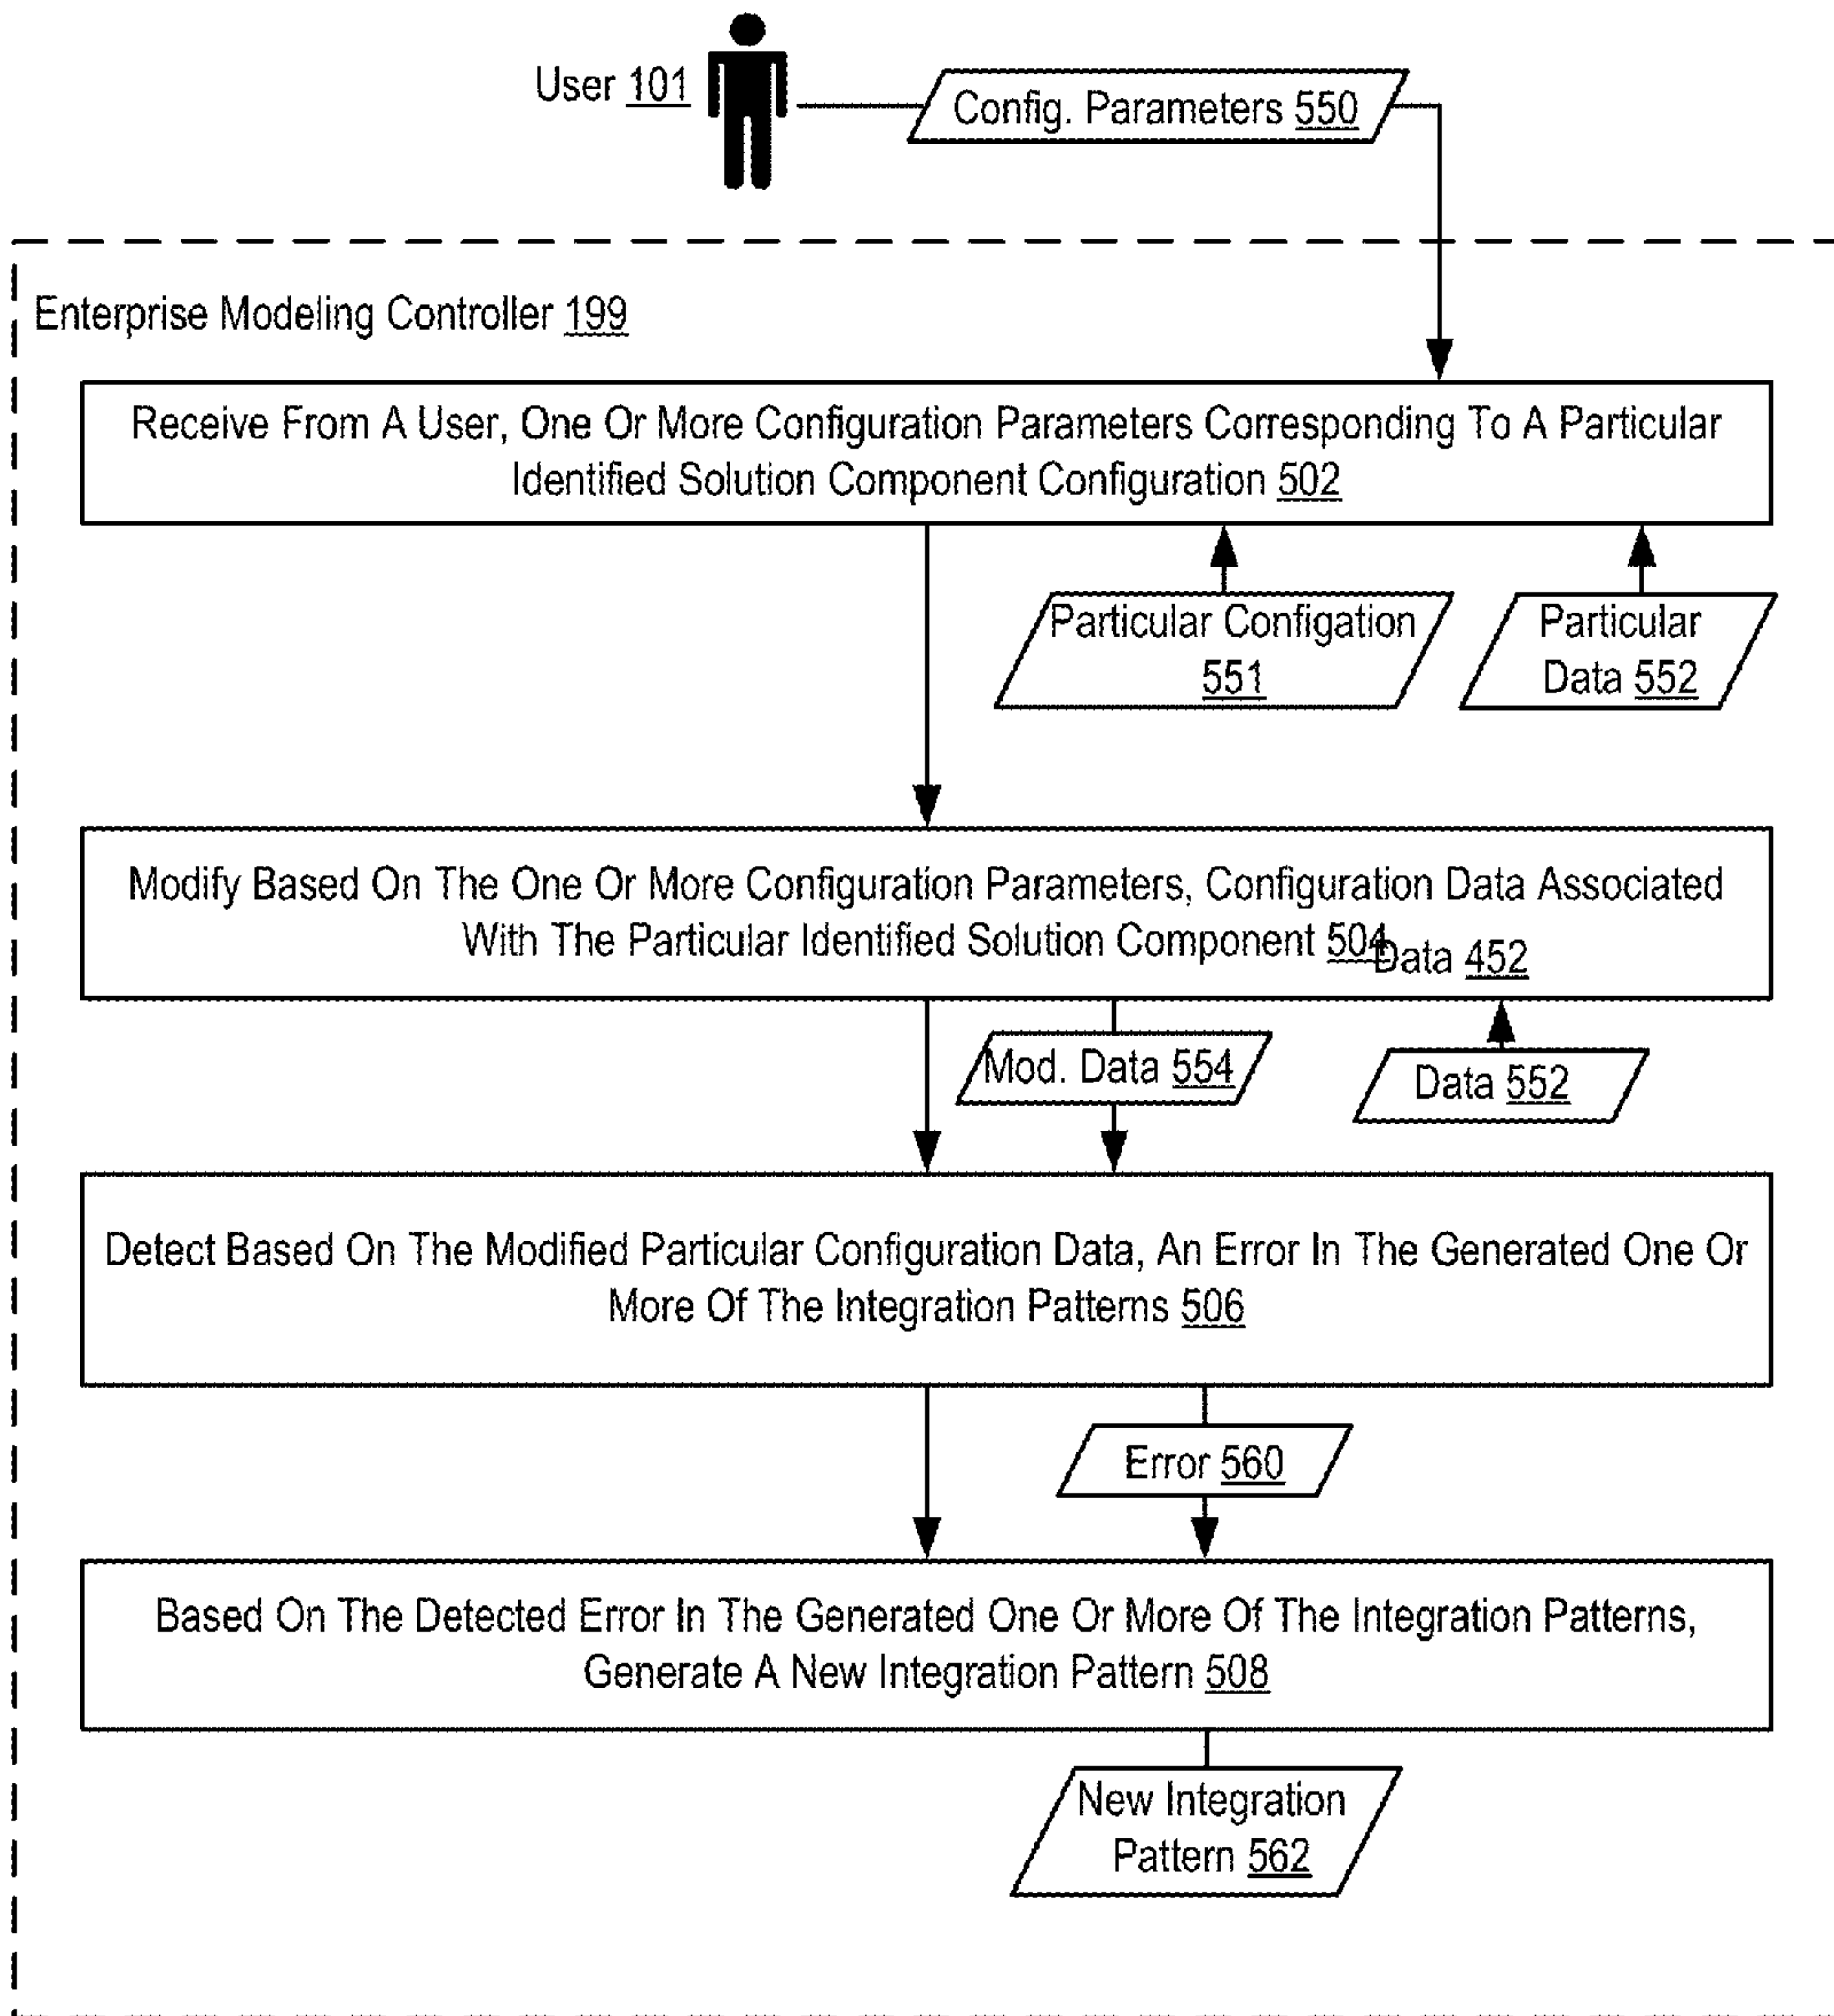 User 101
Config. Parameters 550
Enterprise Modeling Controller 199
Receive From A User, One Or More Configuration Parameters Corresponding To A Particular
Identified Solution Component Configuration 502
Particular Configation
551
Particular
Data 552
Modify Based On The One Or More Configuration Parameters, Configuration Data Associated
With The Particular Identified Solution Component 504
Data 452
Mod. Data 554
Data 552
Detect Based On The Modified Particular Configuration Data, An Error In The Generated One Or
More Of The Integration Patterns 506
Error 560
Based On The Detected Error In The Generated One Or More Of The Integration Patterns,
Generate A New Integration Pattern 508
New Integration
Pattern 562